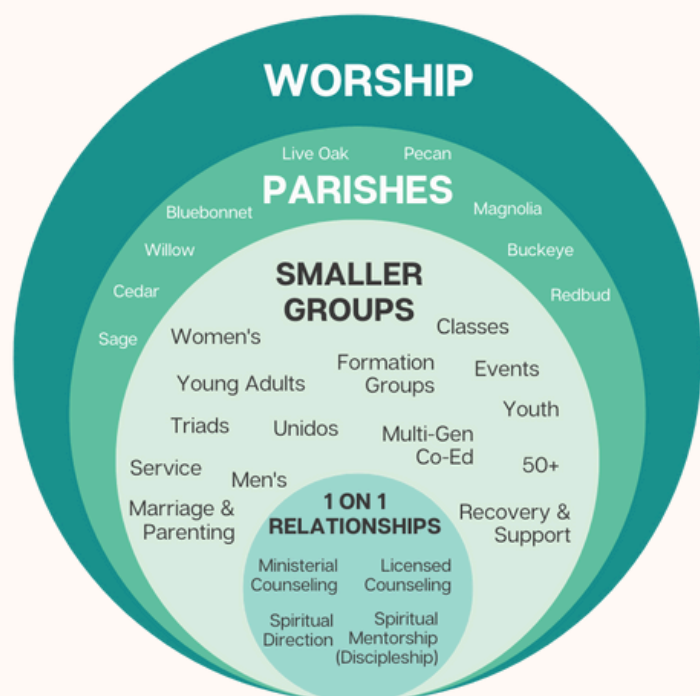 WORSHIP
Live Oak
Pecan
PARISHES
Bluebonnet
Magnolia
Willow
Buckeye
Cedar
Redbud
Sage
SMALLER
GROUPS
Women's
Classes
Formation
Groups
Events
Young Adults
Youth
Triads
Unidos
Multi-Gen
Co-Ed
Service
50+
Men's
Marriage &
Parenting
Recovery &
Support
1 ON 1
RELATIONSHIPS
Ministerial
Counseling
Licensed
Counseling
Spiritual
Direction
Spiritual
Mentorship
(Discipleship)